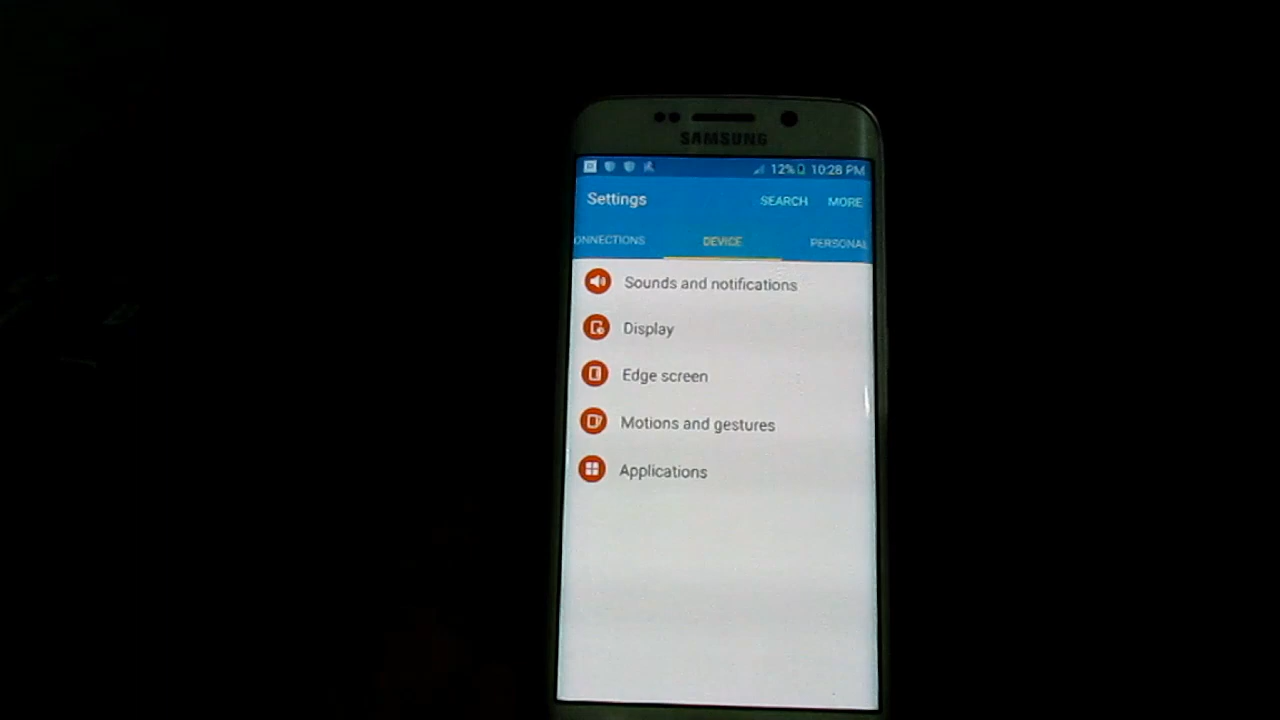 SAMSUNG
12% 10:28 PM
Settings SEARCH MORE
ONNECTIONS DEVICE PERSONAL
Sounds and notifications
Display
Edge screen
Motions and gestures
Applications